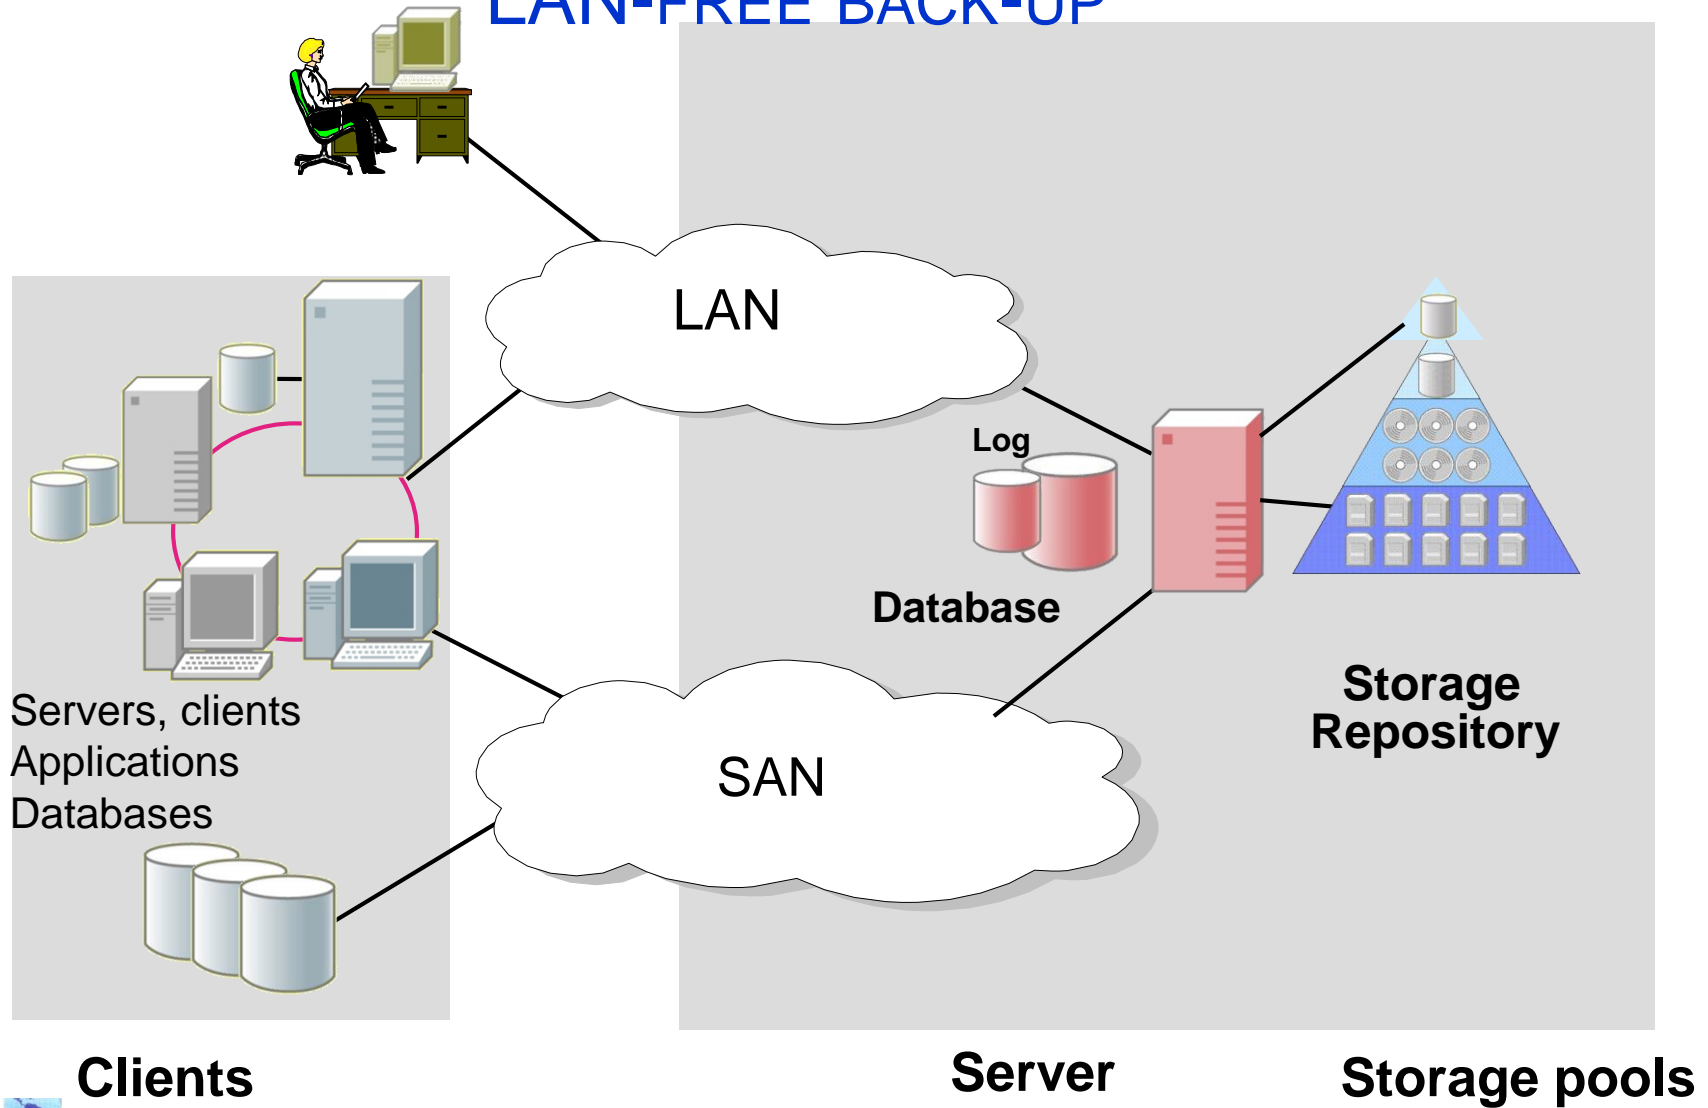 LAN-FREE BACK-UP
LAN
Log
Database
Servers, clients
Applications
Databases
SAN
Storage
Repository
Clients
Server
Storage pools